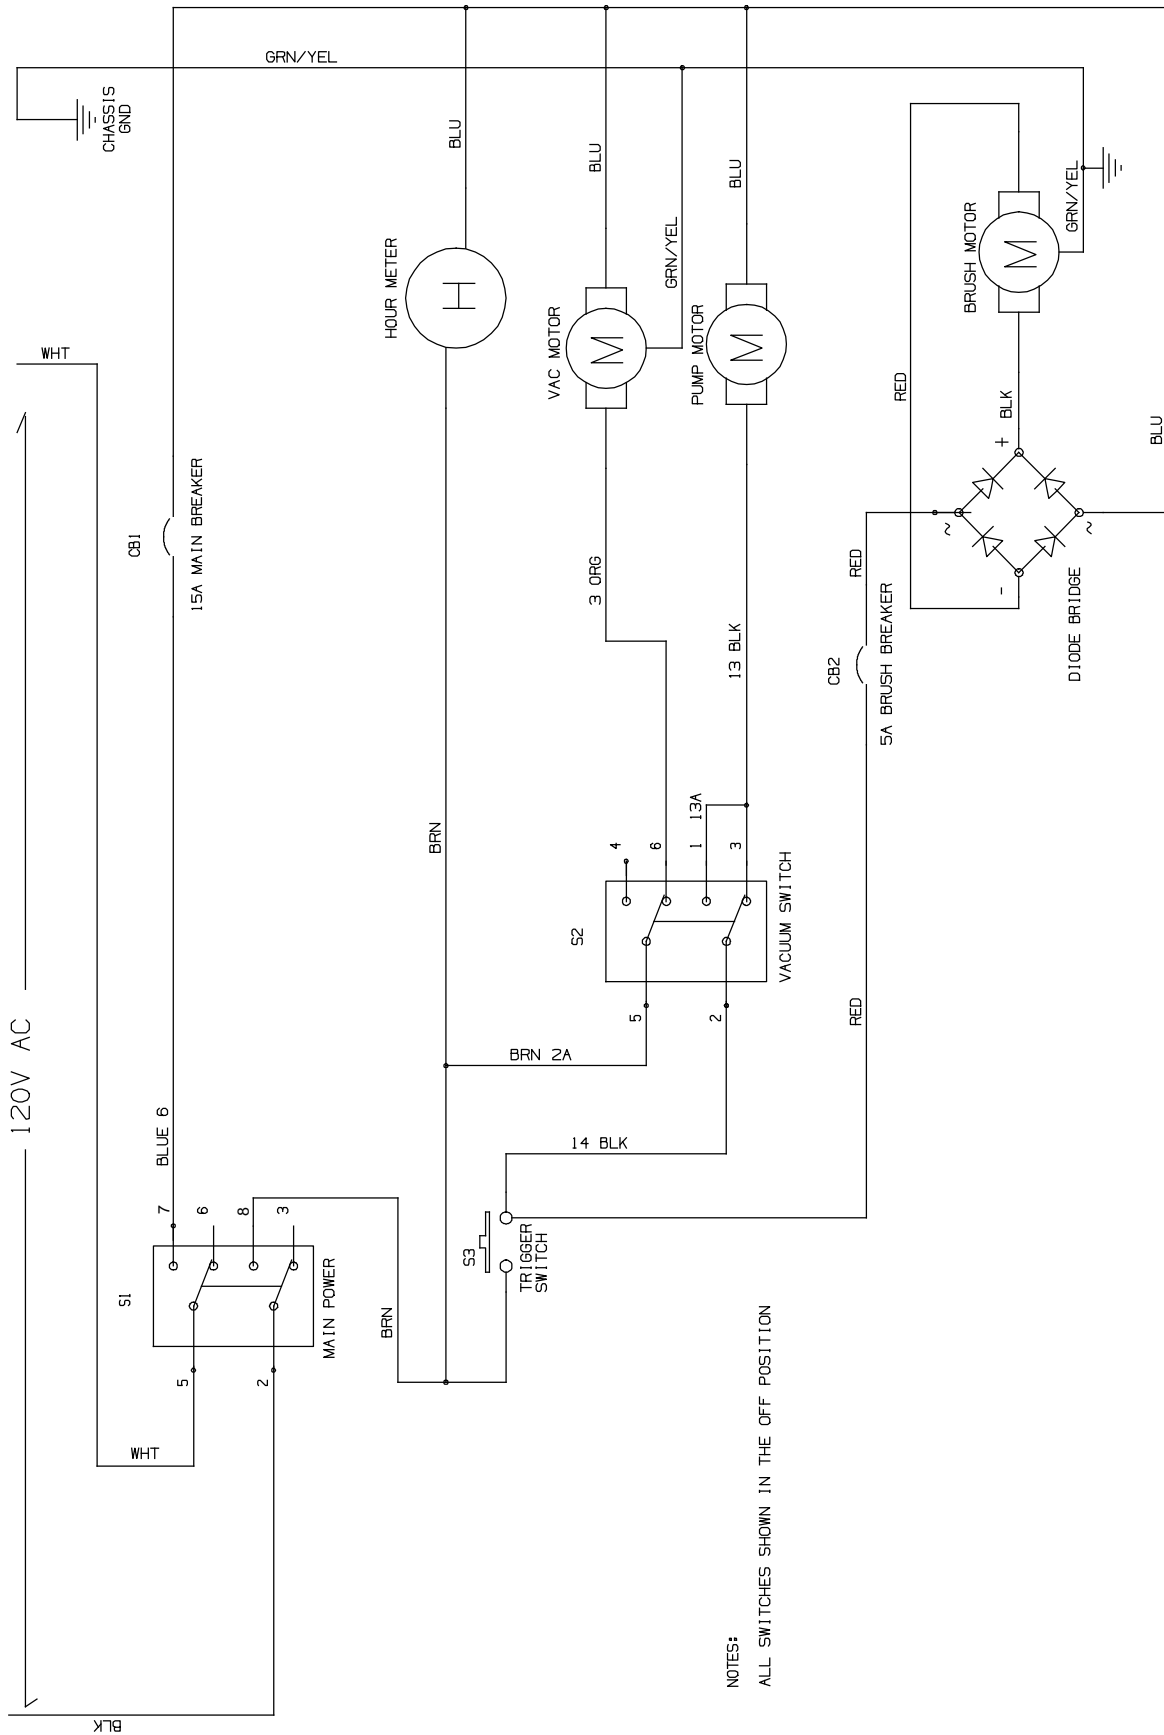 120V AC
BLK
WHT
WHT
S1
MAIN POWER
5
2
7
6
8
3
BLUE 6
CB1
15A MAIN BREAKER
GRN/YEL
CHASSIS
GND
BRN
BRN
HOUR METER
H
BLU
S3
TRIGGER
SWITCH
14 BLK
BRN 2A
S2
VACUUM SWITCH
5
2
4
6
1
3
13A
3 ORG
13 BLK
VAC MOTOR
M
BLU
GRN/YEL
PUMP MOTOR
M
BLU
RED
CB2
5A BRUSH BREAKER
RED
RED
BRUSH MOTOR
M
GRN/YEL
BLK
+
-
~
~
DIODE BRIDGE
BLU
NOTES:
ALL SWITCHES SHOWN IN THE OFF POSITION